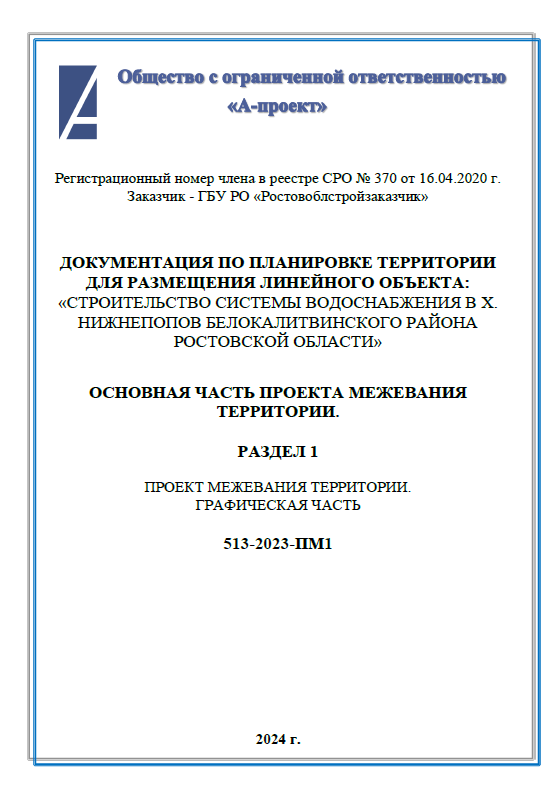 Общество с ограниченной ответственностью
«А-проект»
Регистрационный номер члена в реестре СРО № 370 от 16.04.2020 г.
Заказчик - ГБУ РО «Ростовоблстройзаказчик»
ДОКУМЕНТАЦИЯ ПО ПЛАНИРОВКЕ ТЕРРИТОРИИ
ДЛЯ РАЗМЕЩЕНИЯ ЛИНЕЙНОГО ОБЪЕКТА:
«СТРОИТЕЛЬСТВО СИСТЕМЫ ВОДОСНАБЖЕНИЯ В Х.
НИЖНЕПОПОВ БЕЛОКАЛИТВИНСКОГО РАЙОНА
РОСТОВСКОЙ ОБЛАСТИ»
ОСНОВНАЯ ЧАСТЬ ПРОЕКТА МЕЖЕВАНИЯ
ТЕРРИТОРИИ.
РАЗДЕЛ 1
ПРОЕКТ МЕЖЕВАНИЯ ТЕРРИТОРИИ.
ГРАФИЧЕСКАЯ ЧАСТЬ
513-2023-ПМ1
2024 г.